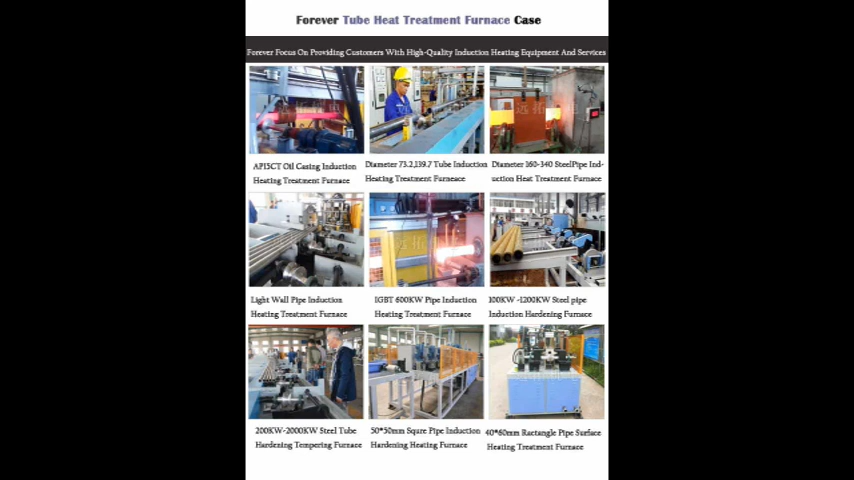 Forever Tube Heat Treatment Furnace Case
Forever Focus On Providing Customers With High-Quality Induction Heating Equipment And Services
API5CT Oil Casing Induction
Heating Treatment Furnace
Diameter 73.2,139.7 Tube Induction
Heating Treatment Furneace
Diameter 160-340 SteelPipe Ind-
uction Heat Treatment Furnace
Light Wall Pipe Induction
Heating Treatment Furnace
IGBT 600KW Pipe Induction
Heating Treatment Furnace
100KW -1200KW Steel pipe
Induction Hardening Furnace
200KW-2000KW Steel Tube
Hardening Tempering Furnace
50*50mm Squre Pipe Induction
Hardening Heating Furnace
40*60mm Ractangle Pipe Surface
Heating Treatment Furnace